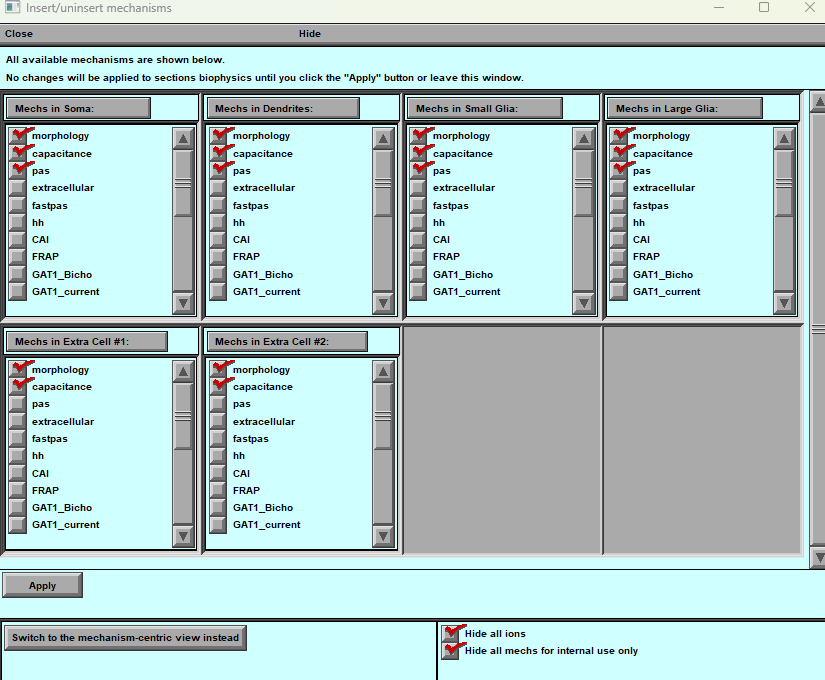 Insert/uninsert mechanisms
Close Hide
All available mechanisms are shown below.
No changes will be applied to sections biophysics until you click the "Apply" button or leave this window.
Mechs in Soma: Mechs in Dendrites: Mechs in Small Glia: Mechs in Large Glia:
morphology morphology morphology morphology
capacitance capacitance capacitance capacitance
pas pas pas pas
extracellular extracellular extracellular extracellular
fastpas fastpas fastpas fastpas
hh hh hh hh
CAl CAl CAl CAl
FRAP FRAP FRAP FRAP
GAT1_Bicho GAT1_Bicho GAT1_Bicho GAT1_Bicho
GAT1_current GAT1_current GAT1_current GAT1_current
Mechs in Extra Cell #1: Mechs in Extra Cell #2:
morphology morphology
capacitance capacitance
pas pas
extracellular extracellular
fastpas fastpas
hh hh
CAl CAl
FRAP FRAP
GAT1_Bicho GAT1_Bicho
GAT1_current GAT1_current
Apply
Switch to the mechanism-centric view instead
Hide all ions
Hide all mechs for internal use only